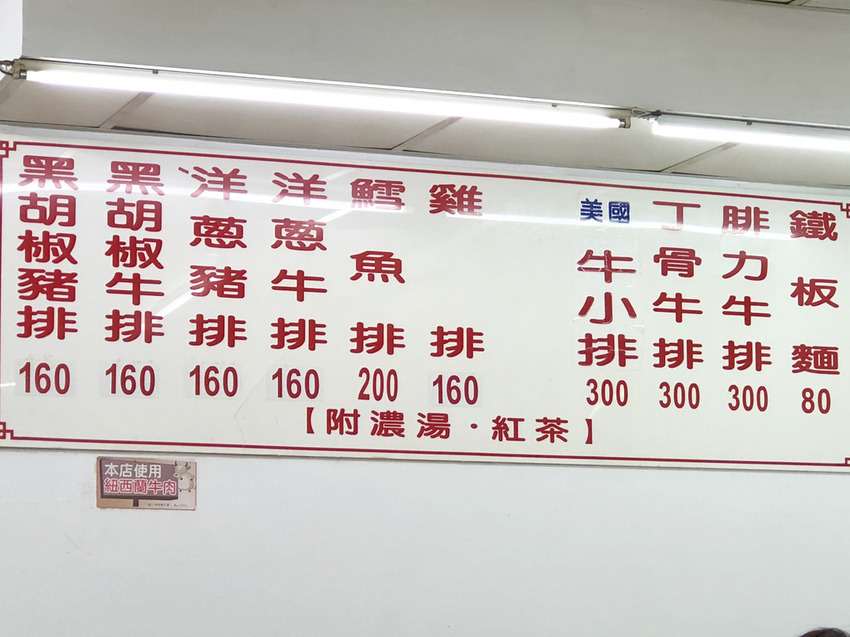 鐵板麵
80
腓力牛排
300
丁骨牛排
300
美國牛小排
300
雞排
160
鱈魚排
200
洋蔥牛排
160
洋蔥豬排
160
黑胡椒牛排
160
黑胡椒豬排
160
【附濃湯·紅茶】
本店使用
紐西蘭牛肉